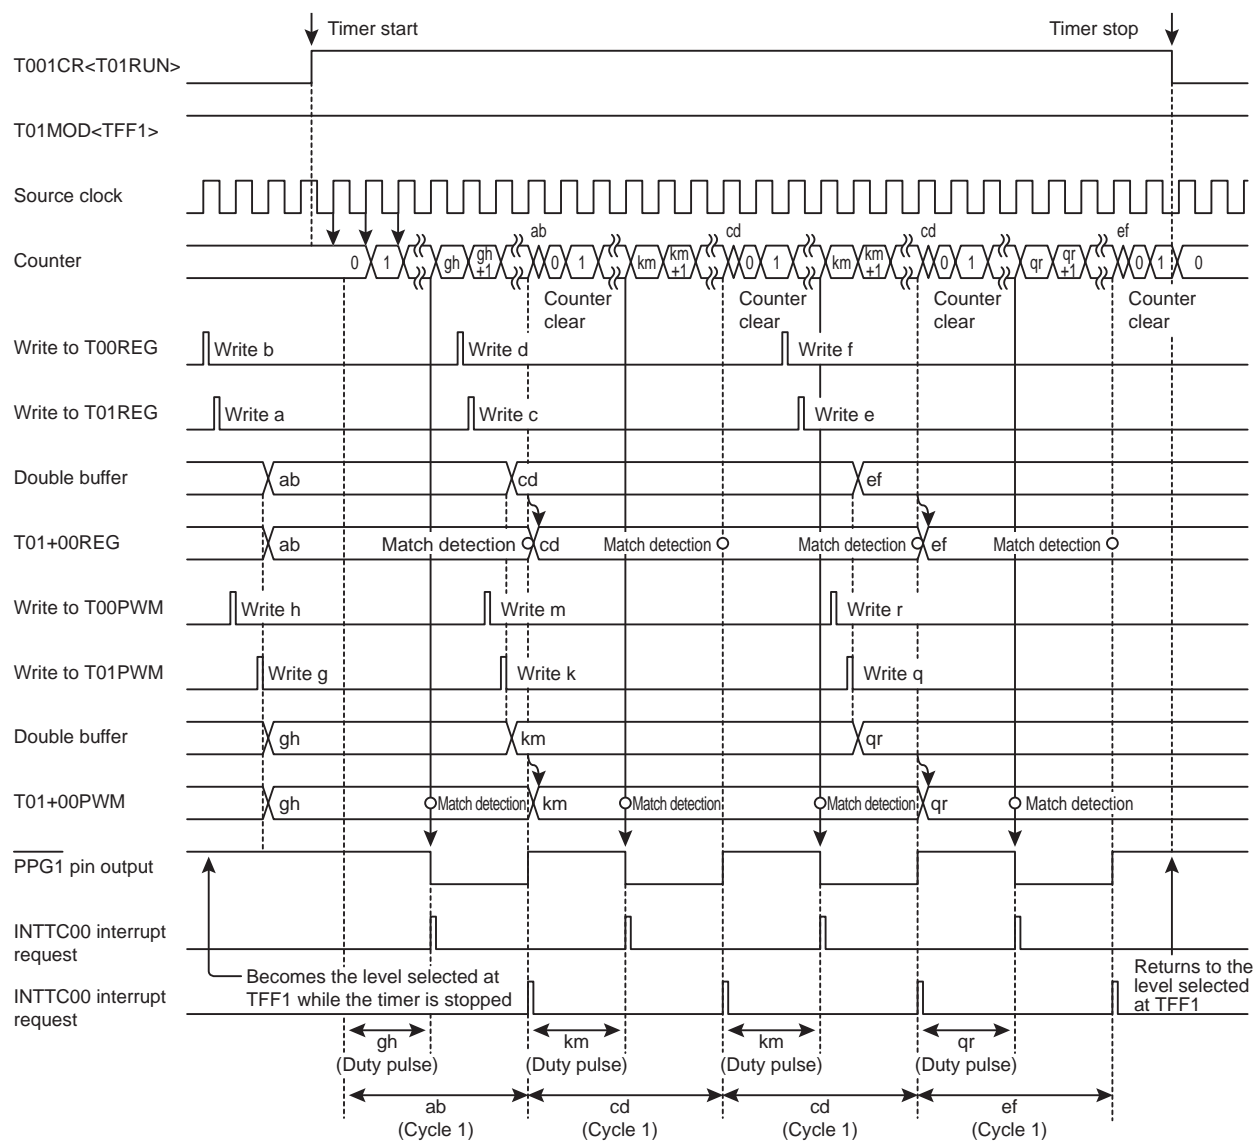 Timer start
Timer stop
T001CR<T01RUN>
T01MOD<TFF1>
Source clock
ab
cd
cd
ef
Counter
0 1 gh gh+1 0 1 km km+1 0 1 km km+1 0 1 qr qr+1 0 1 0
Counter clear
Counter clear
Counter clear
Counter clear
Write to T00REG
Write b
Write d
Write f
Write to T01REG
Write a
Write c
Write e
Double buffer
ab
cd
ef
T01+00REG
ab
Match detection
cd
Match detection
Match detection
ef
Match detection
Write to T00PWM
Write h
Write m
Write r
Write to T01PWM
Write g
Write k
Write q
Double buffer
gh
km
qr
T01+00PWM
gh
Match detection
km
Match detection
Match detection
qr
Match detection
PPG1 pin output
INTTC00 interrupt
request
Becomes the level selected at
TFF1 while the timer is stopped
Returns to the
level selected
at TFF1
INTTC00 interrupt
request
gh
(Duty pulse)
km
(Duty pulse)
km
(Duty pulse)
qr
(Duty pulse)
ab
(Cycle 1)
cd
(Cycle 1)
cd
(Cycle 1)
ef
(Cycle 1)